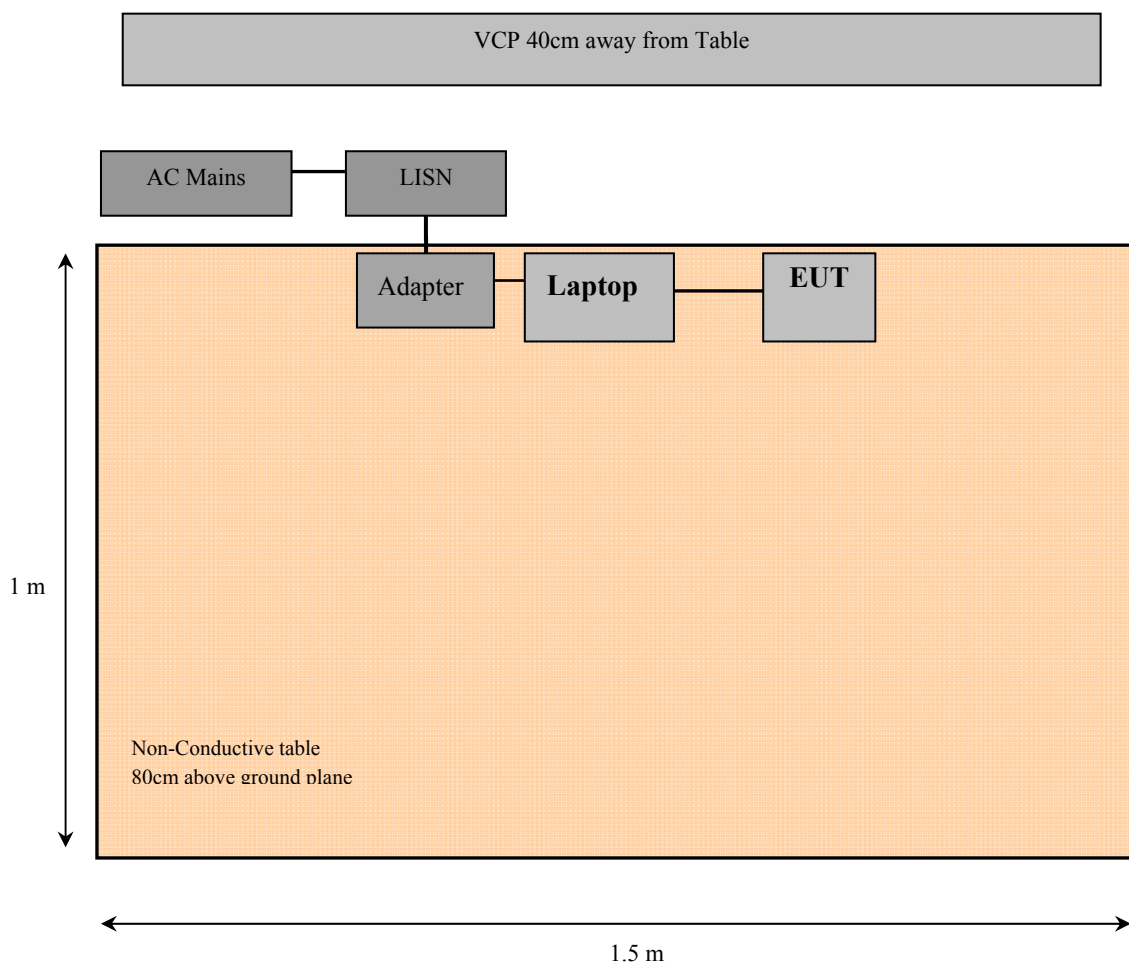 VCP 40cm away from Table
AC Mains
LISN
Adapter
Laptop
EUT
1 m
Non-Conductive table
80cm above ground plane
1.5 m